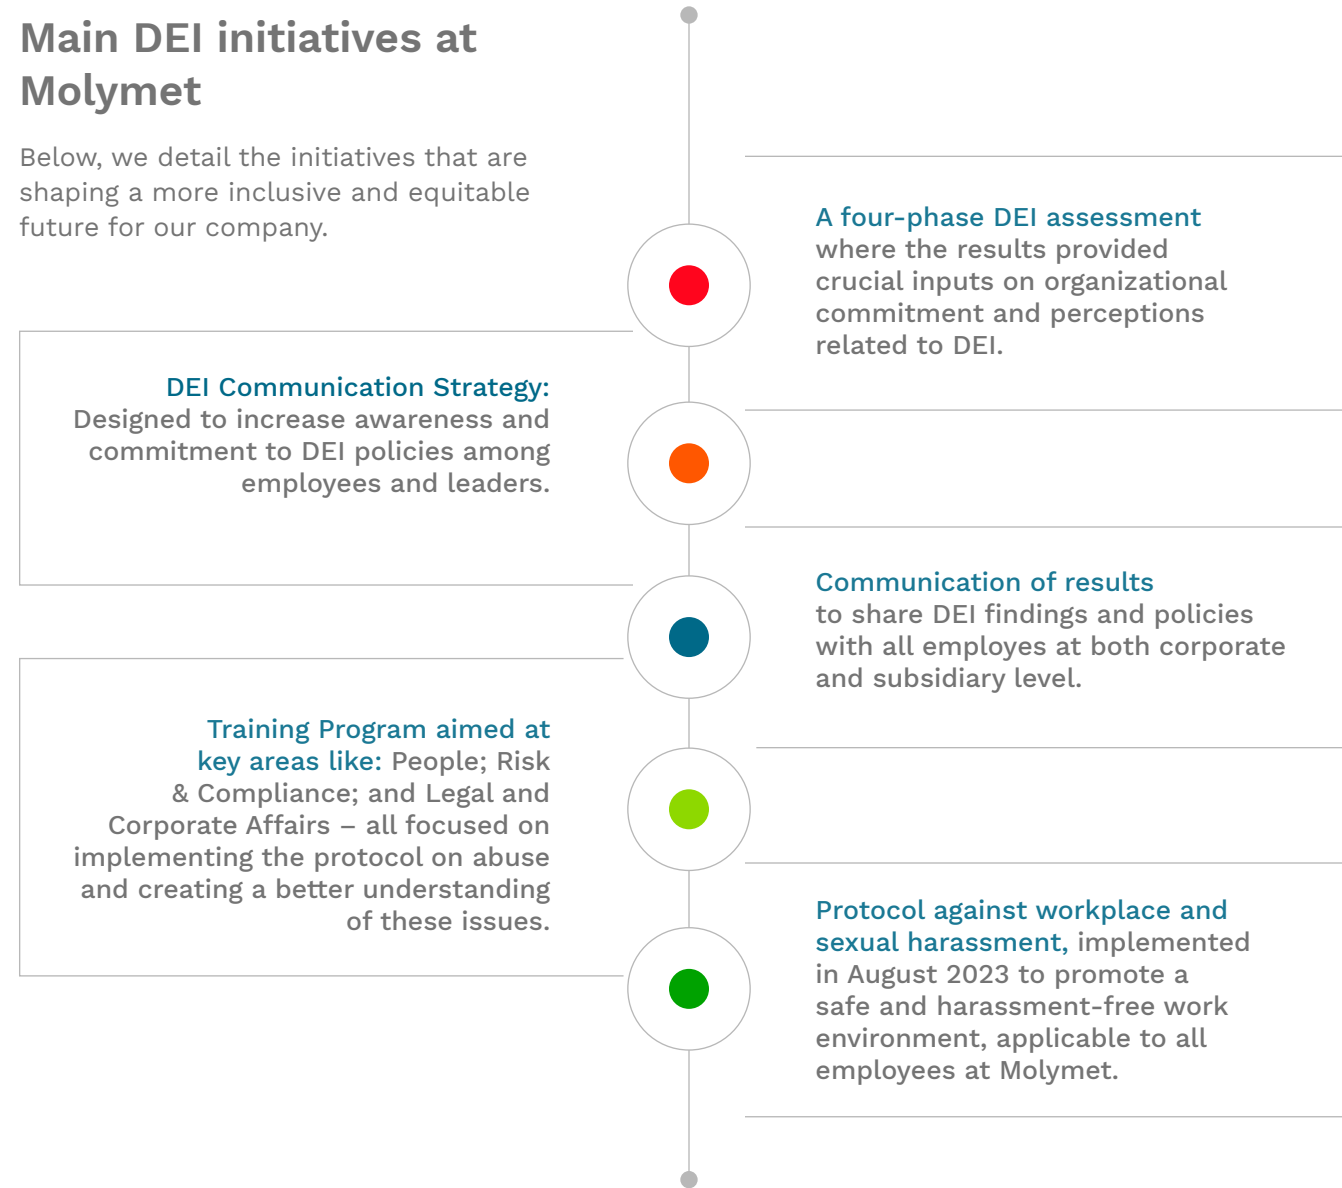 Main DEI initiatives at
Molymet
Below, we detail the initiatives that are
shaping a more inclusive and equitable
future for our company.
A four-phase DEI assessment
where the results provided
crucial inputs on organizational
commitment and perceptions
related to DEI.
DEI Communication Strategy:
Designed to increase awareness and
commitment to DEI policies among
employees and leaders.
Communication of results
to share DEI findings and policies
with all employes at both corporate
and subsidiary level.
Training Program aimed at
key areas like: People; Risk
& Compliance; and Legal and
Corporate Affairs – all focused on
implementing the protocol on abuse
and creating a better understanding
of these issues.
Protocol against workplace and
sexual harassment, implemented
in August 2023 to promote a
safe and harassment-free work
environment, applicable to all
employees at Molymet.